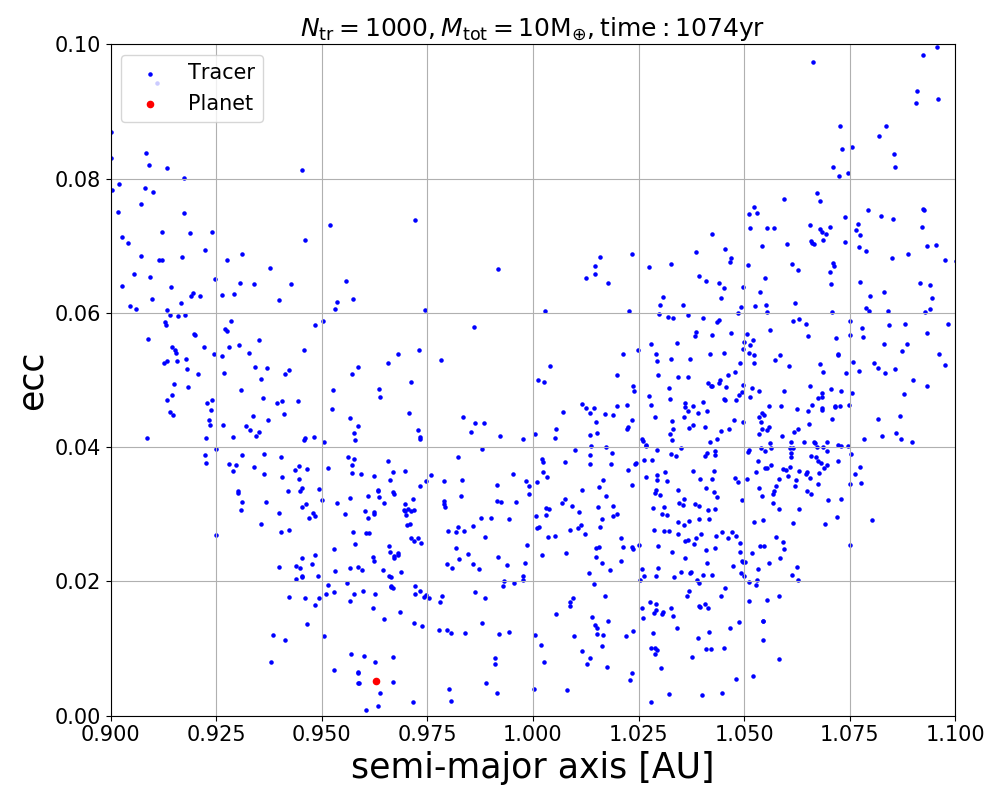 N_tr = 1000, M_tot = 10M_⊕, time : 1074yr
Tracer
Planet
ecc
0.10
0.08
0.06
0.04
0.02
0.00
0.900 0.925 0.950 0.975 1.000 1.025 1.050 1.075 1.100
semi-major axis [AU]